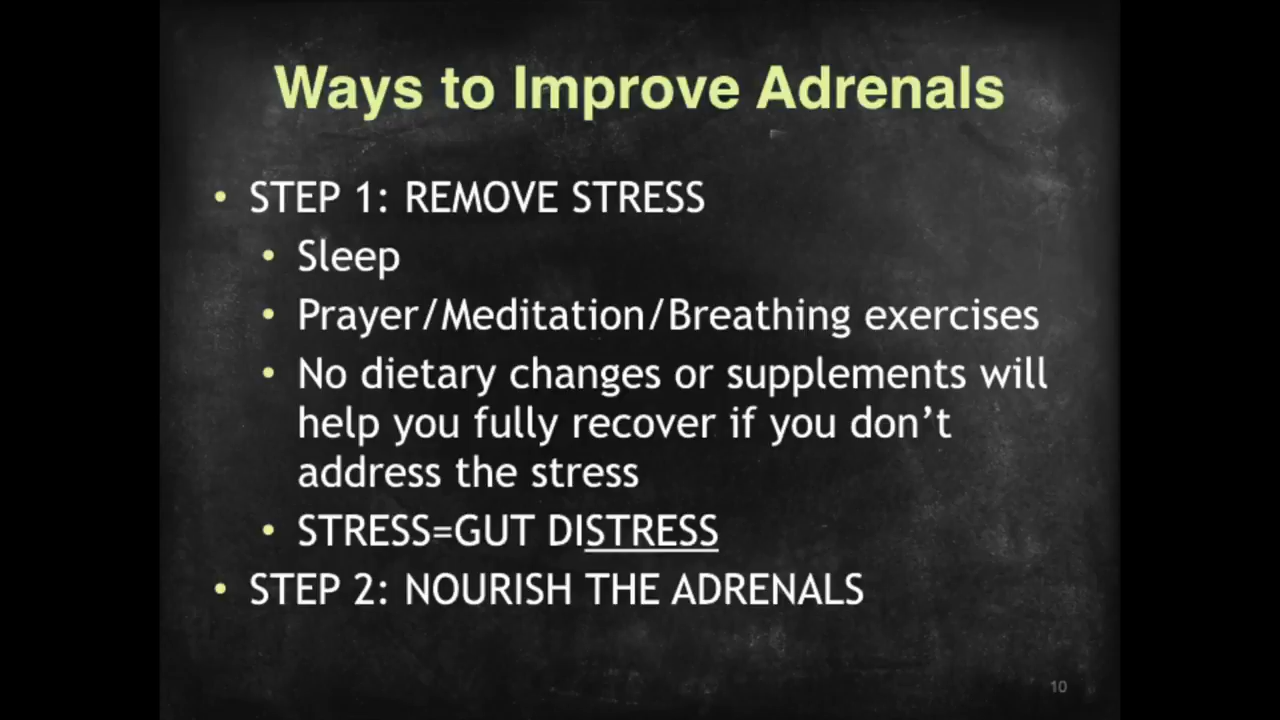 Ways to Improve Adrenals
• STEP 1: REMOVE STRESS
• Sleep
• Prayer/Meditation/Breathing exercises
• No dietary changes or supplements will
help you fully recover if you don’t
address the stress
• STRESS=GUT DISTRESS
• STEP 2: NOURISH THE ADRENALS
10